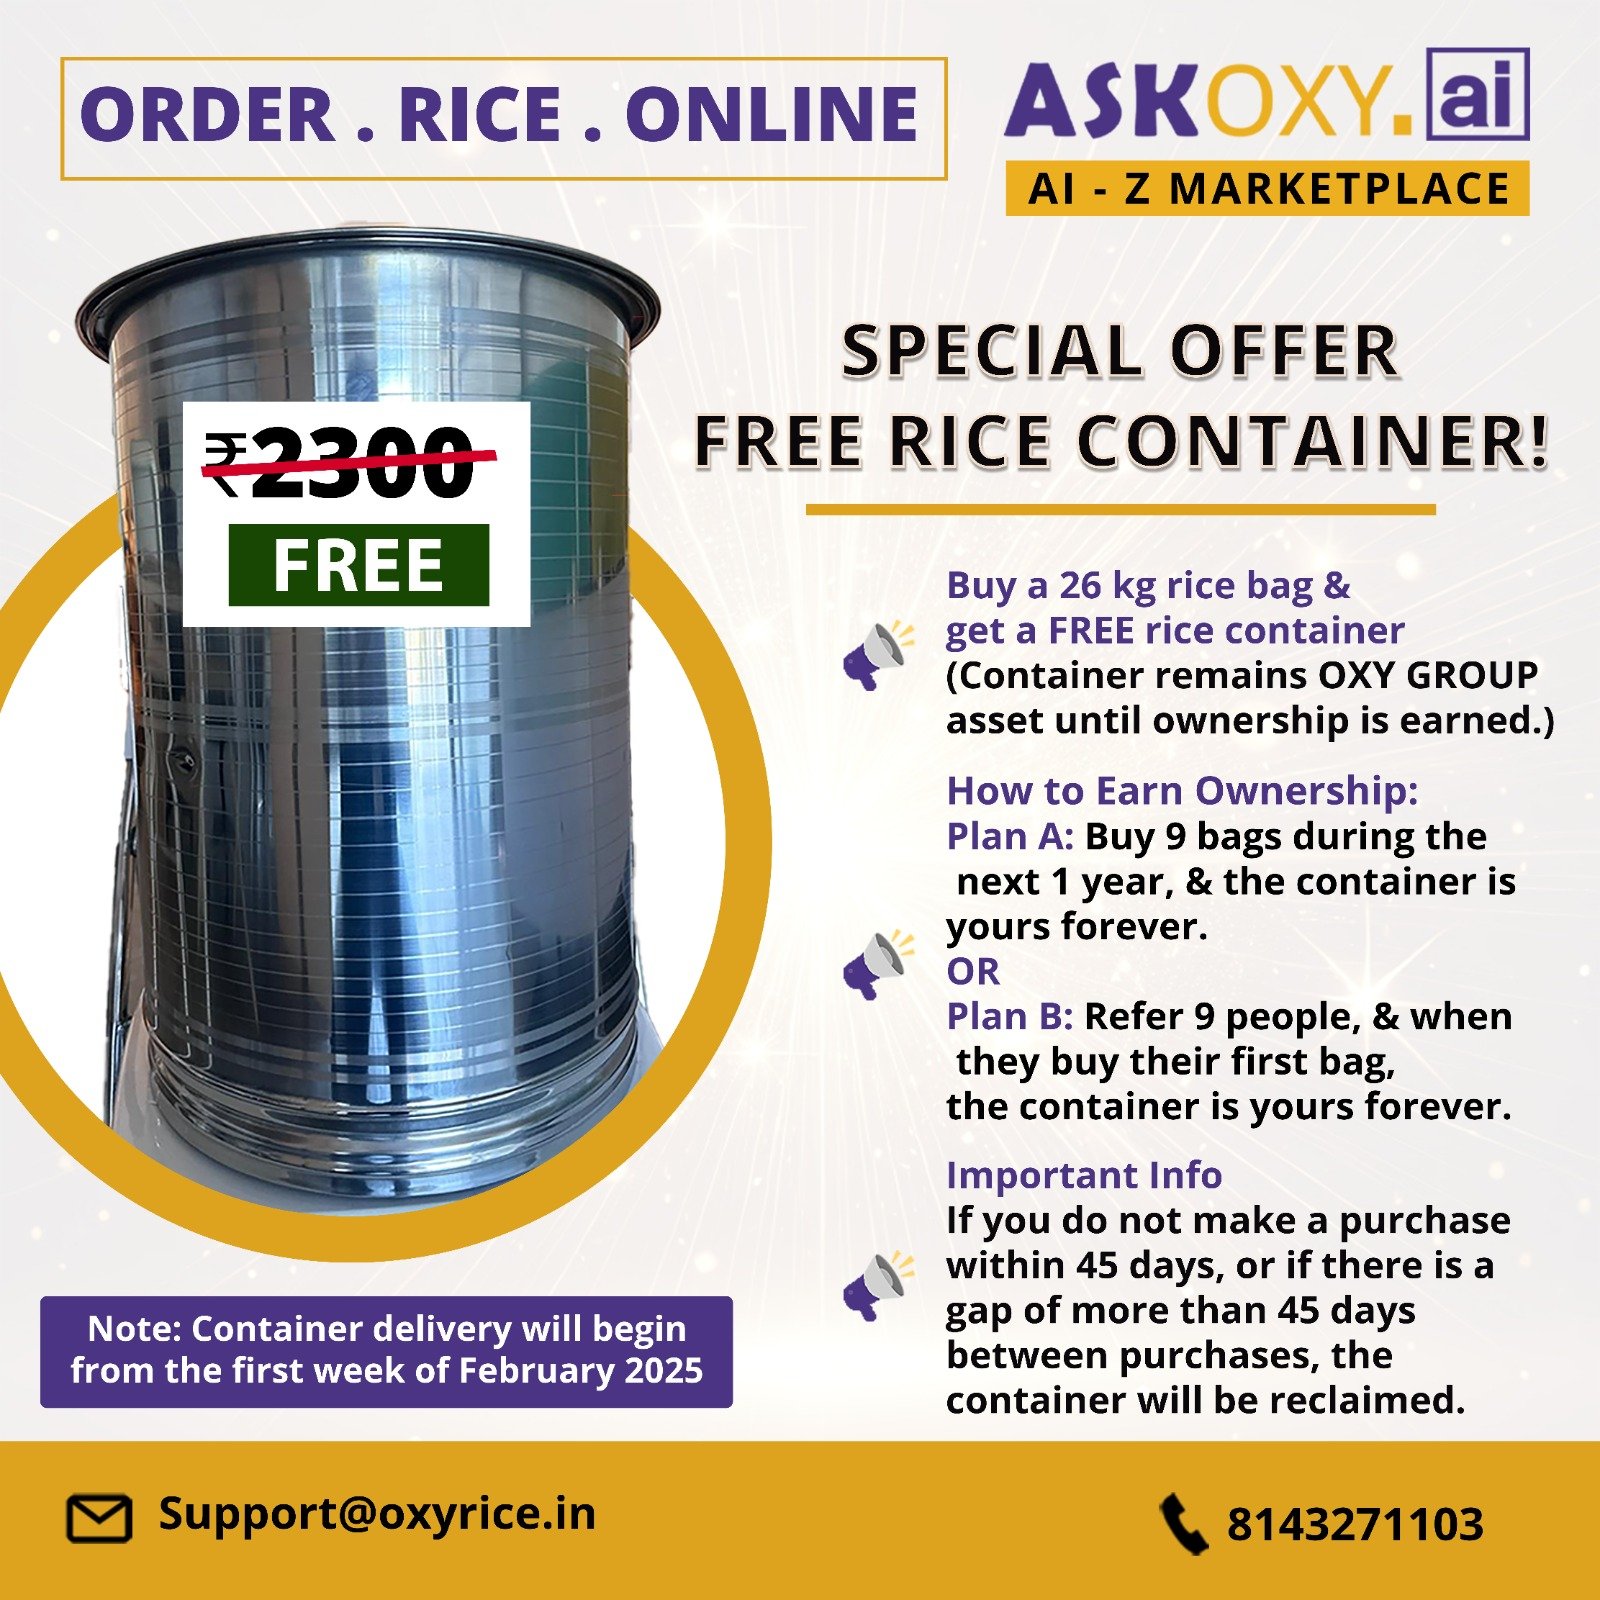 ORDER . RICE . ONLINE
ASKOXY.ai
AI - Z MARKETPLACE
₹2300
FREE
SPECIAL OFFER
FREE RICE CONTAINER!
Buy a 26 kg rice bag &
get a FREE rice container
(Container remains OXY GROUP
asset until ownership is earned.)
How to Earn Ownership:
Plan A: Buy 9 bags during the
next 1 year, & the container is
yours forever.
OR
Plan B: Refer 9 people, & when
they buy their first bag,
the container is yours forever.
Important Info
If you do not make a purchase
within 45 days, or if there is a
gap of more than 45 days
between purchases, the
container will be reclaimed.
Note: Container delivery will begin
from the first week of February 2025
Support@oxyrice.in
8143271103